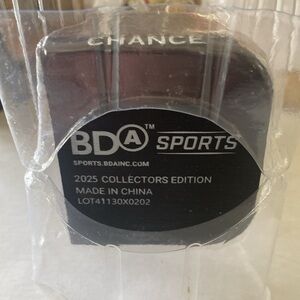 CHANCE
BDA™ SPORTS
SPORTS.BDAINC.COM
2025 COLLECTORS EDITION
MADE IN CHINA
LOT41130X0202